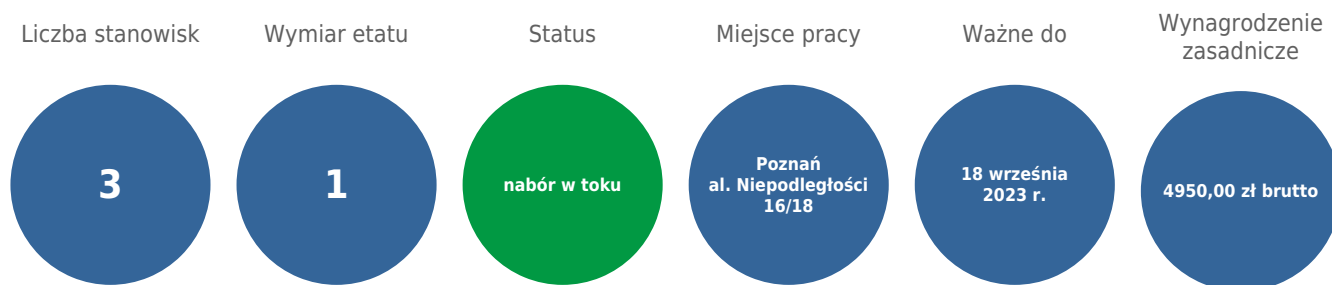 Liczba stanowisk
3
Wymiar etatu
1
Status
nabór w toku
Miejsce pracy
Poznań
al. Niepodległości
16/18
Ważne do
18 września
2023 r.
Wynagrodzenie
zasadnicze
4950,00 zł brutto